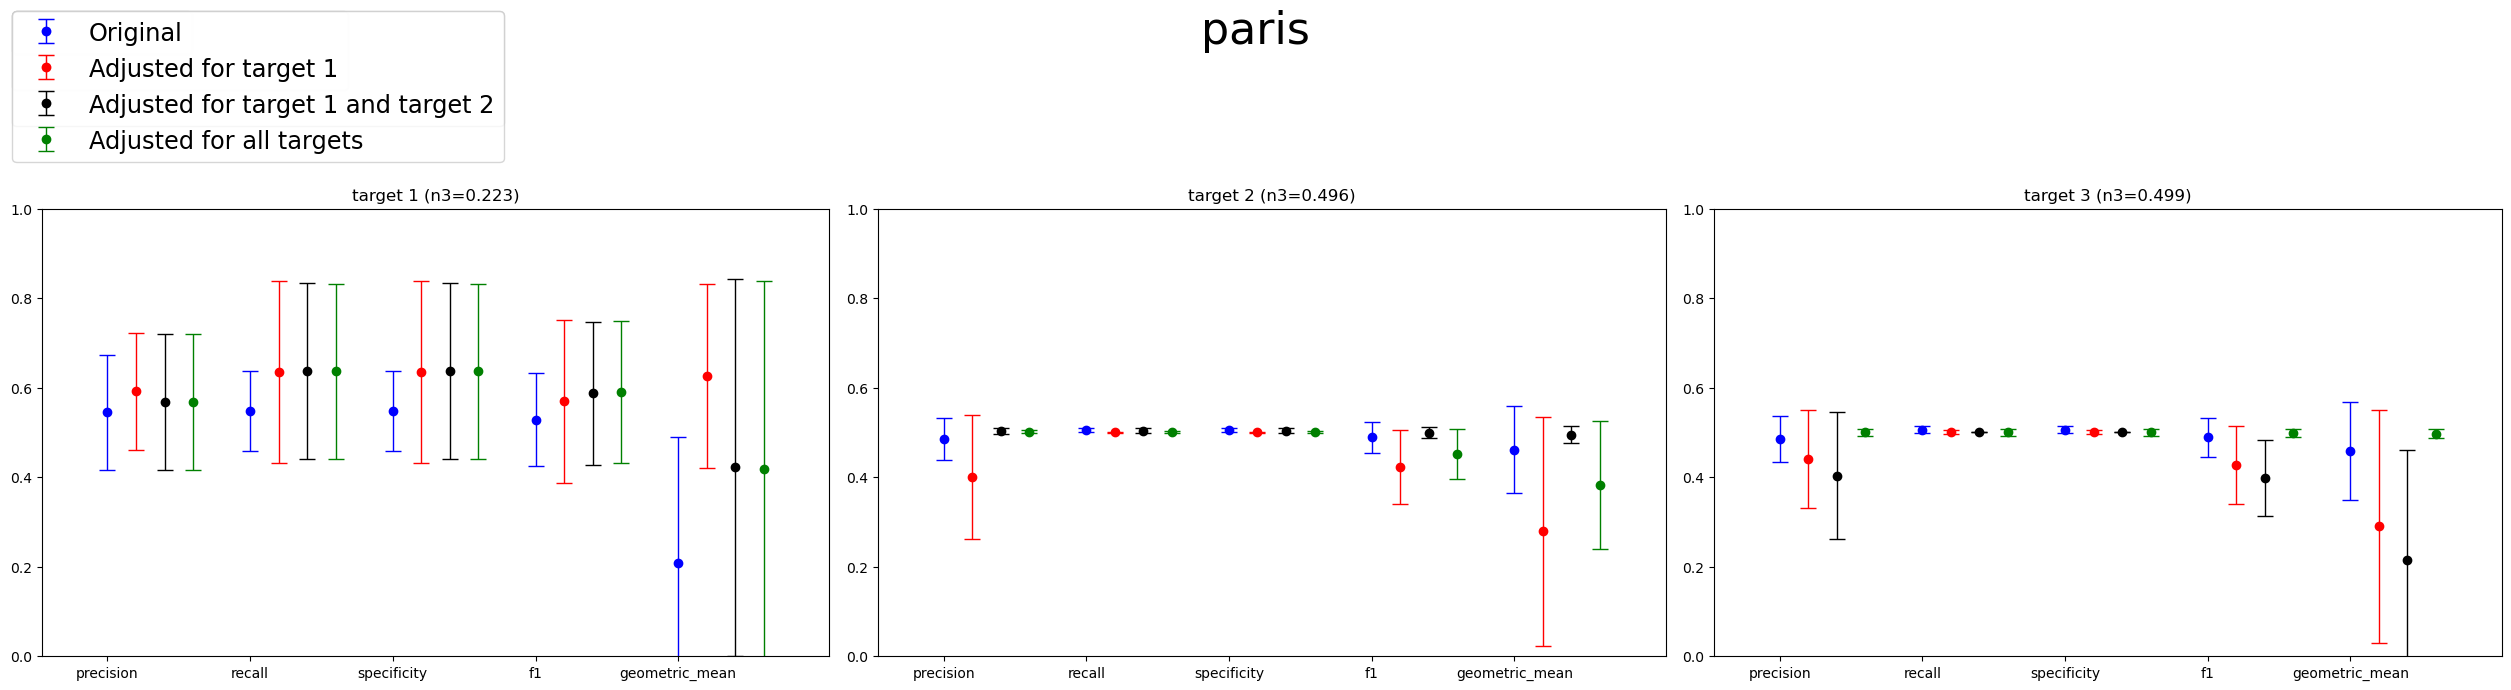 paris
Original
Adjusted for target 1
Adjusted for target 1 and target 2
Adjusted for all targets
target 1 (n3=0.223)
1.0
0.8
0.6
0.4
0.2
0.0
precision recall specificity f1 geometric_mean
target 2 (n3=0.496)
1.0
0.8
0.6
0.4
0.2
0.0
precision recall specificity f1 geometric_mean
target 3 (n3=0.499)
1.0
0.8
0.6
0.4
0.2
0.0
precision recall specificity f1 geometric_mean